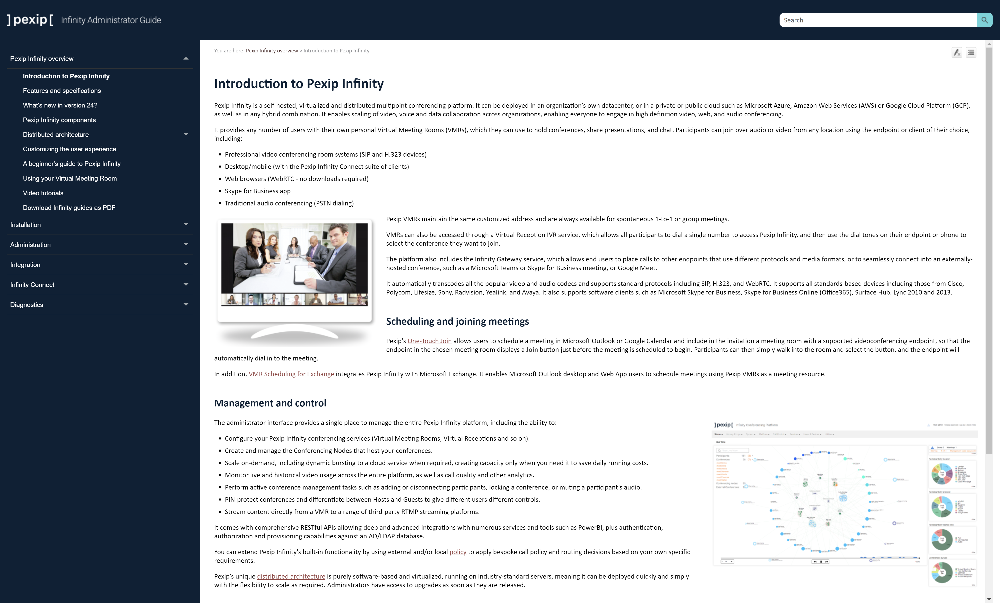 ]pexip[ Infinity Administrator Guide
Search
Pexip Infinity overview
Introduction to Pexip Infinity
Features and specifications
What's new in version 24?
Pexip Infinity components
Distributed architecture
Customizing the user experience
A beginner's guide to Pexip Infinity
Using your Virtual Meeting Room
Video tutorials
Download Infinity guides as PDF
Installation
Administration
Integration
Infinity Connect
Diagnostics
You are here: Pexip Infinity overview > Introduction to Pexip Infinity
Introduction to Pexip Infinity
Pexip Infinity is a self-hosted, virtualized and distributed multipoint conferencing platform. It can be deployed in an organization’s own datacenter, or in a private or public cloud such as Microsoft Azure, Amazon Web Services (AWS) or Google Cloud Platform (GCP),
as well as in any hybrid combination. It enables scaling of video, voice and data collaboration across organizations, enabling everyone to engage in high definition video, web, and audio conferencing.
It provides any number of users with their own personal Virtual Meeting Rooms (VMRs), which they can use to hold conferences, share presentations, and chat. Participants can join over audio or video from any location using the endpoint or client of their choice,
including:
• Professional video conferencing room systems (SIP and H.323 devices)
• Desktop/mobile (with the Pexip Infinity Connect suite of clients)
• Web browsers (WebRTC - no downloads required)
• Skype for Business app
• Traditional audio conferencing (PSTN dialing)
Pexip VMRs maintain the same customized address and are always available for spontaneous 1-to-1 or group meetings.
VMRs can also be accessed through a Virtual Reception IVR service, which allows all participants to dial a single number to access Pexip Infinity, and then use the dial tones on their endpoint or phone to
select the conference they want to join.
The platform also includes the Infinity Gateway service, which allows end users to place calls to other endpoints that use different protocols and media formats, or to seamlessly connect into an externally-
hosted conference, such as a Microsoft Teams or Skype for Business meeting, or Google Meet.
It automatically transcodes all the popular video and audio codecs and supports standard protocols including SIP, H.323, and WebRTC. It supports all standards-based devices including those from Cisco,
Polycom, Lifesize, Sony, Radvision, Yealink, and Avaya. It also supports software clients such as Microsoft Skype for Business, Skype for Business Online (Office365), Surface Hub, Lync 2010 and 2013.
Scheduling and joining meetings
Pexip's One-Touch Join allows users to schedule a meeting in Microsoft Outlook or Google Calendar and include in the invitation a meeting room with a supported videoconferencing endpoint, so that the
endpoint in the chosen meeting room displays a Join button just before the meeting is scheduled to begin. Participants can then simply walk into the room and select the button, and the endpoint will
automatically dial in to the meeting.
In addition, VMR Scheduling for Exchange integrates Pexip Infinity with Microsoft Exchange. It enables Microsoft Outlook desktop and Web App users to schedule meetings using Pexip VMRs as a meeting resource.
Management and control
The administrator interface provides a single place to manage the entire Pexip Infinity platform, including the ability to:
• Configure your Pexip Infinity conferencing services (Virtual Meeting Rooms, Virtual Receptions and so on).
• Create and manage the Conferencing Nodes that host your conferences.
• Scale on-demand, including dynamic bursting to a cloud service when required, creating capacity only when you need it to save daily running costs.
• Monitor live and historical video usage across the entire platform, as well as call quality and other analytics.
• Perform active conference management tasks such as adding or disconnecting participants, locking a conference, or muting a participant’s audio.
• PIN-protect conferences and differentiate between Hosts and Guests to give different users different controls.
• Stream content directly from a VMR to a range of third-party RTMP streaming platforms.
It comes with comprehensive RESTful APIs allowing deep and advanced integrations with numerous services and tools such as PowerBI, plus authentication,
authorization and provisioning capabilities against an AD/LDAP database.
You can extend Pexip Infinity's built-in functionality by using external and/or local policy to apply bespoke call policy and routing decisions based on your own specific
requirements.
Pexip’s unique distributed architecture is purely software-based and virtualized, running on industry-standard servers, meaning it can be deployed quickly and simply
with the flexibility to scale as required. Administrators have access to upgrades as soon as they are released.
]pexip[ Infinity Conferencing Platform
Live View
Participants: 161
Conferences: 36
Conferencing nodes:
External Conferences:
Participants by location
Participants by protocol
Participants by license type
Conferences by type